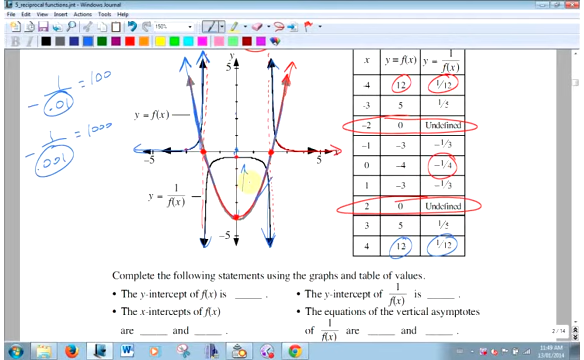 5_reciprocal functions.jnt - Windows Journal
File Edit View Insert Actions Tools Help
150%
- 1/.01 = 100
- 1/.001 = 1000
y
5
y = f(x)
-5
5
y = 1/f(x)
-5
x y = f(x) y = 1/f(x)
-4 12 1/12
-3 5 1/5
-2 0 Undefined
-1 -3 -1/3
0 -4 -1/4
1 -3 -1/3
2 0 Undefined
3 5 1/5
4 12 1/12
Complete the following statements using the graphs and table of values.
• The y-intercept of f(x) is _____ .
• The y-intercept of 1/f(x) is _____ .
• The x-intercepts of f(x)
are _____ and _____ .
• The equations of the vertical asymptotes
of 1/f(x) are _____ and _____ .
2 / 14
11:49 AM
13/01/2014